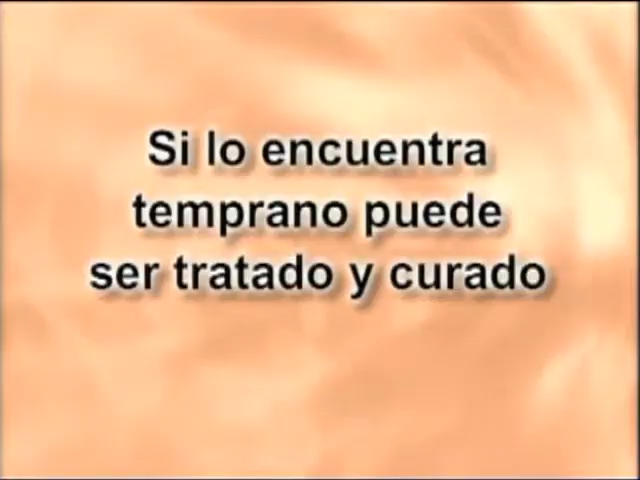 Si lo encuentra
temprano puede
ser tratado y curado